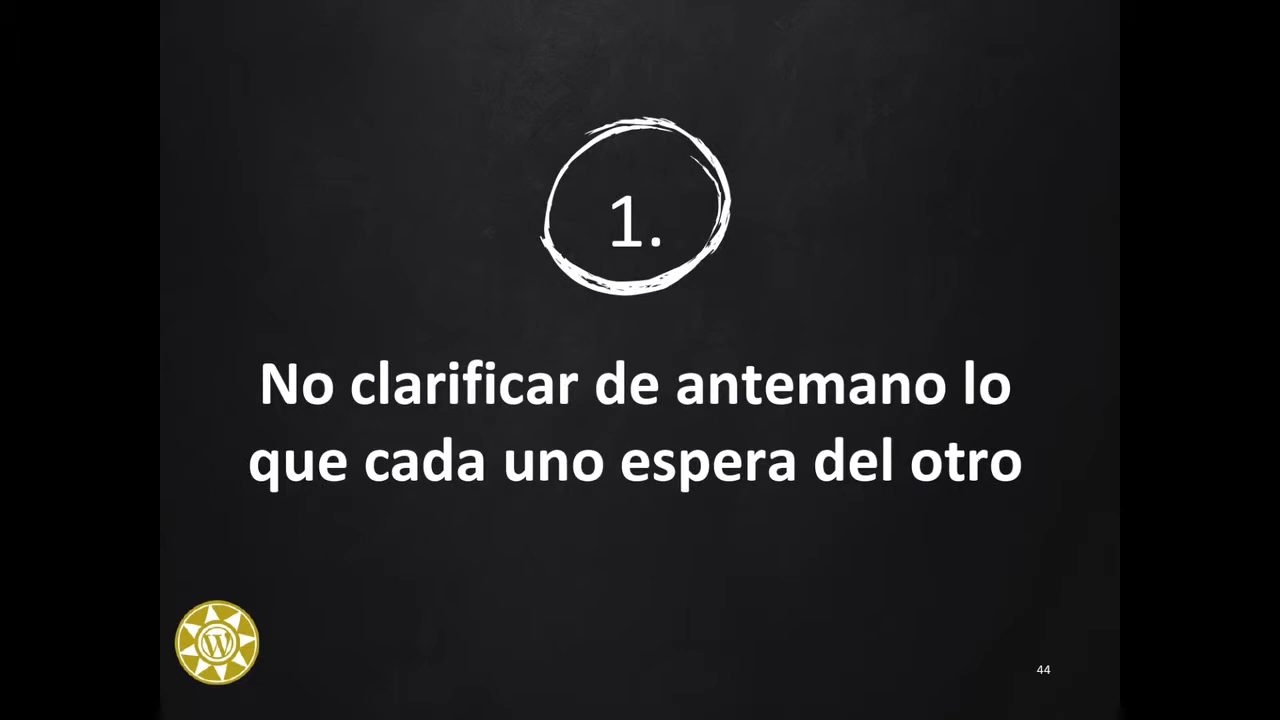 1.
No clarificar de antemano lo
que cada uno espera del otro
W
44